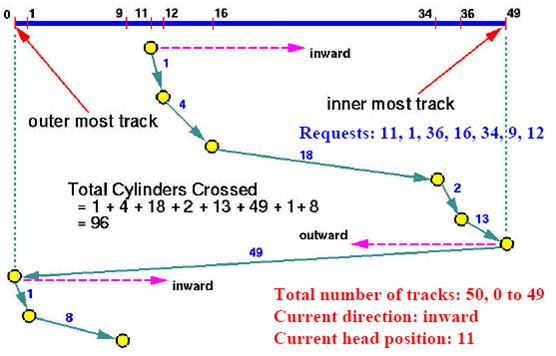 0 1 9 11 12 16 34 36 49
inward
1
4
outer most track
inner most track
Requests: 11, 1, 36, 16, 34, 9, 12
18
Total Cylinders Crossed
= 1 + 4 + 18 + 2 + 13 + 49 + 1 + 8
= 96
2
13
outward
49
inward
1
8
Total number of tracks: 50, 0 to 49
Current direction: inward
Current head position: 11